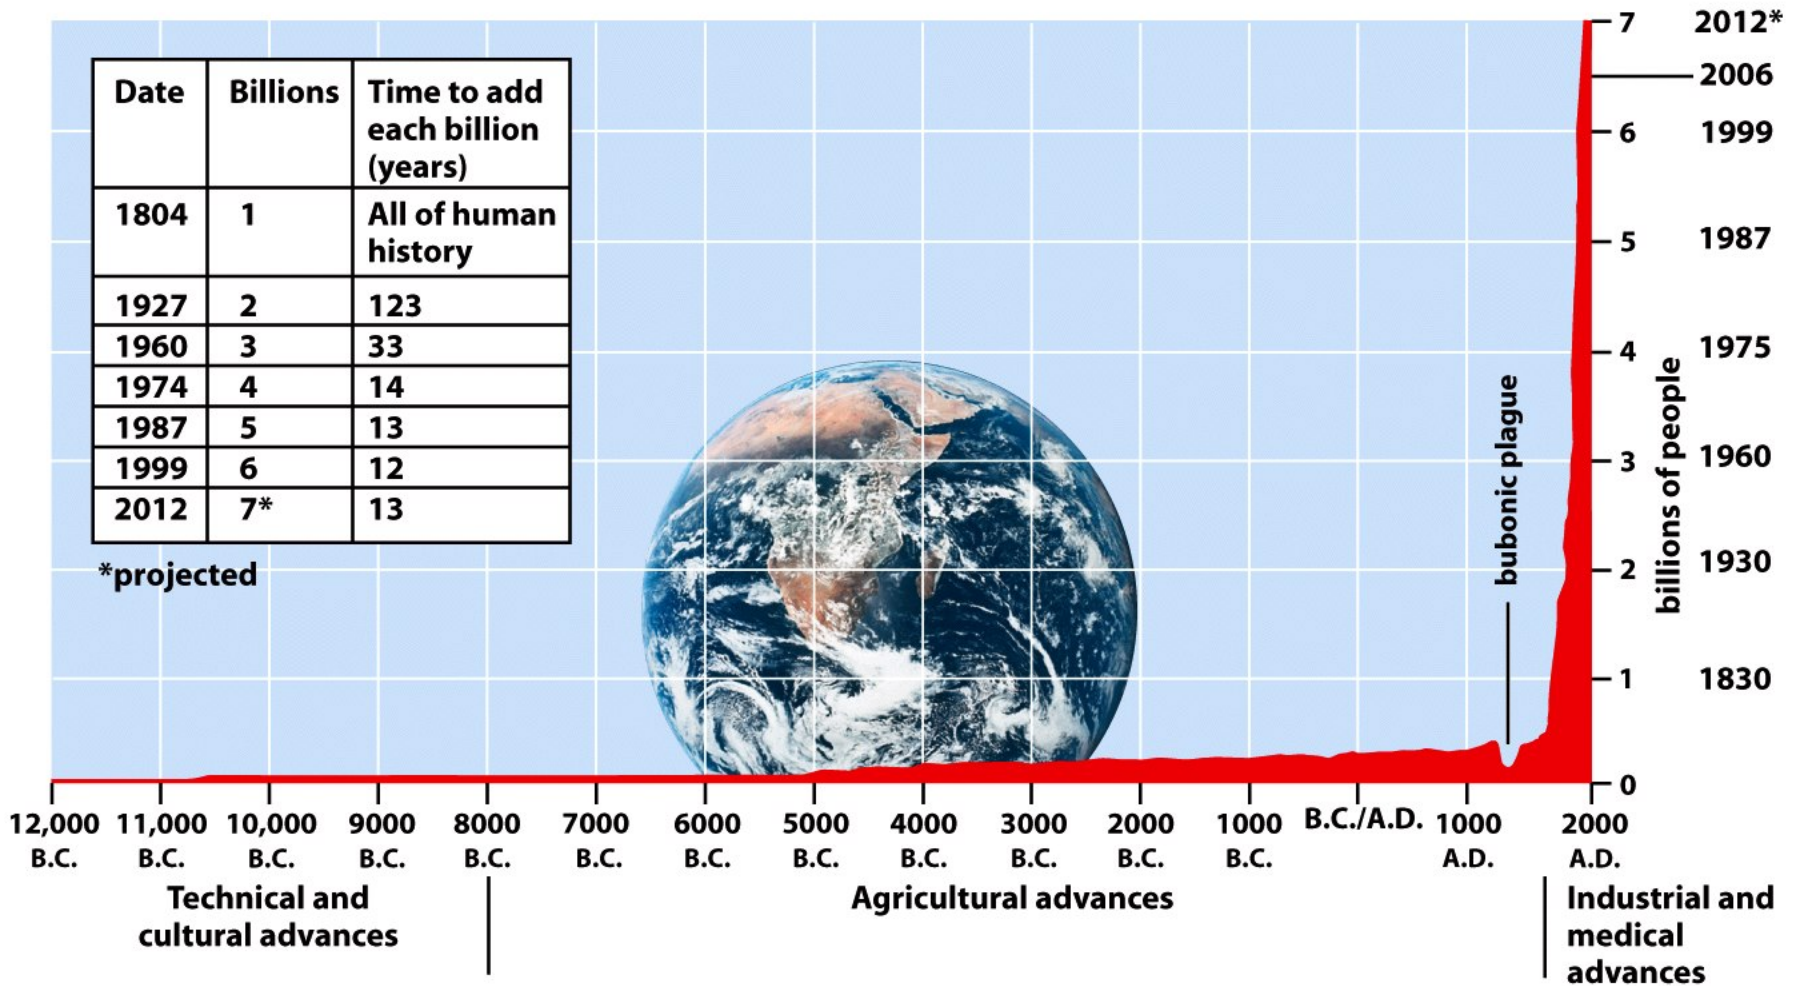 Date Billions Time to add
each billion
(years)
1804 1 All of human
history
1927 2 123
1960 3 33
1974 4 14
1987 5 13
1999 6 12
2012 7* 13
*projected
7 2012*
2006
6 1999
5 1987
4 1975
3 1960
2 1930
1 1830
0
billions of people
bubonic plague
12,000 11,000 10,000 9000 8000 7000 6000 5000 4000 3000 2000 1000 B.C./A.D. 1000 2000
B.C. B.C. B.C. B.C. B.C. B.C. B.C. B.C. B.C. B.C. B.C. B.C. A.D. A.D.
Technical and
cultural advances
Agricultural advances
Industrial and
medical
advances